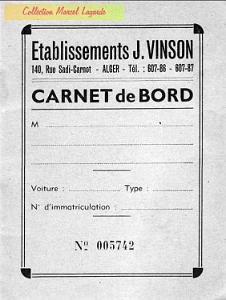 Collection Marcel Lagarde
Etablissements J. VINSON
140, Rue Sadi-Carnot - ALGER - Tél. : 607-86 - 607-87
CARNET de BORD
M
Voiture : Type :
N° d'immatriculation :
Nº 005742